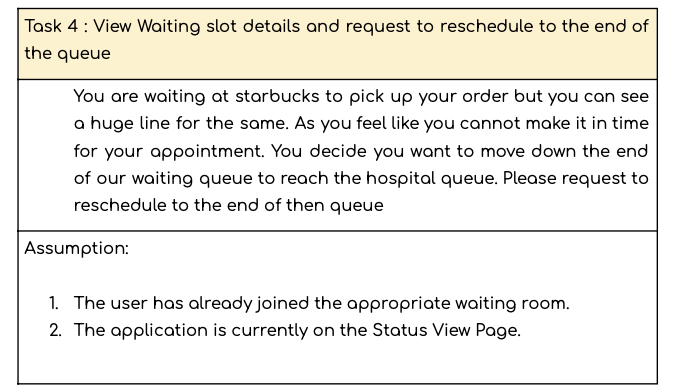 Task 4 : View Waiting slot details and request to reschedule to the end of
the queue
You are waiting at starbucks to pick up your order but you can see
a huge line for the same. As you feel like you cannot make it in time
for your appointment. You decide you want to move down the end
of our waiting queue to reach the hospital queue. Please request to
reschedule to the end of then queue
Assumption:
1. The user has already joined the appropriate waiting room.
2. The application is currently on the Status View Page.